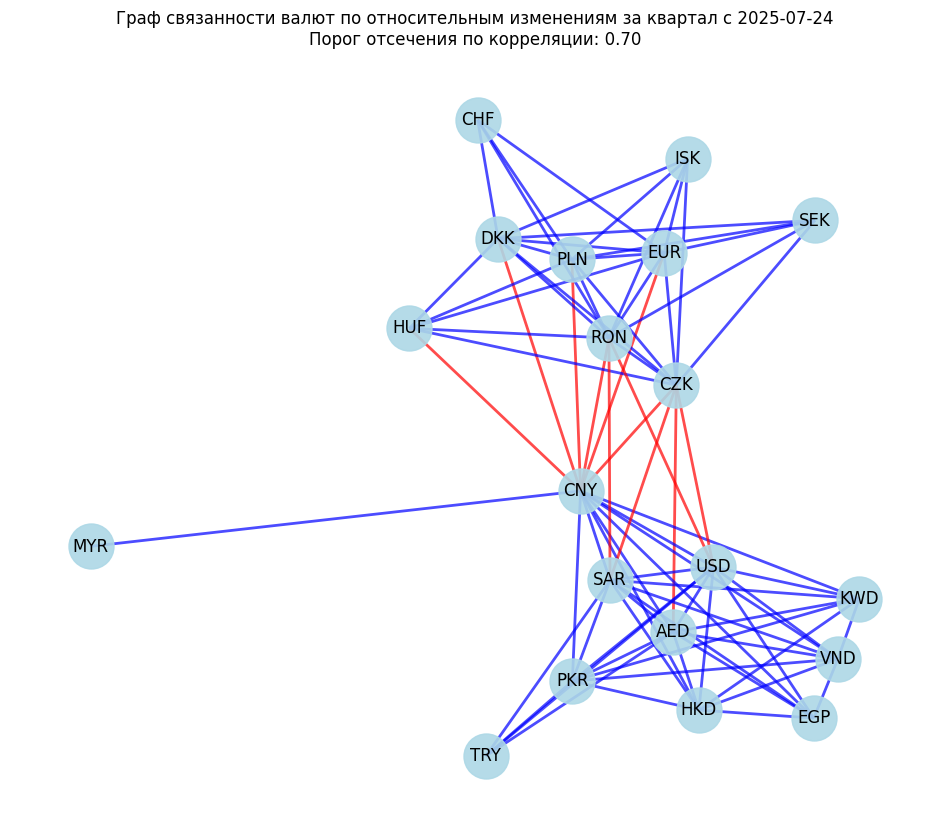 Граф связанности валют по относительным изменениям за квартал с 2025-07-24
Порог отсечения по корреляции: 0.70
CHF
ISK
SEK
DKK
PLN
EUR
HUF
RON
CZK
CNY
MYR
SAR
USD
KWD
AED
VND
PKR
HKD
EGP
TRY